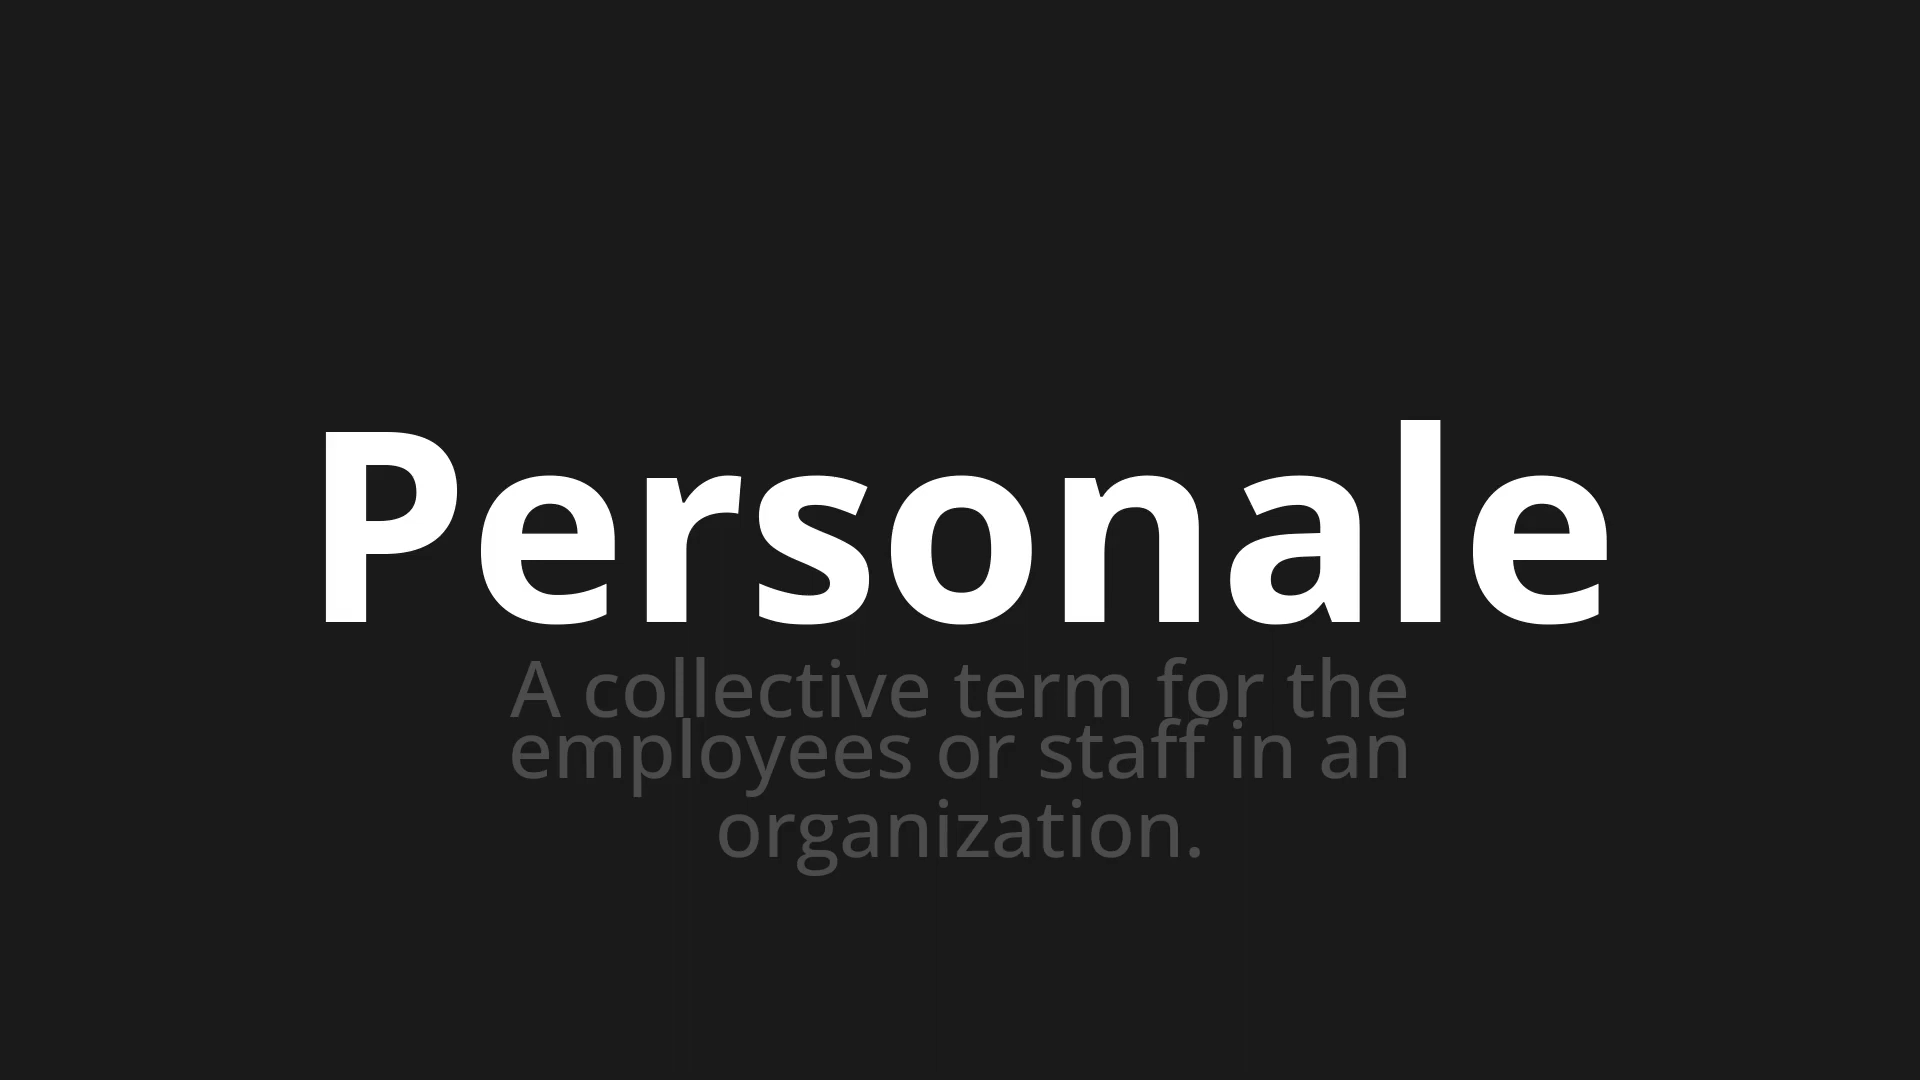 Personale
A collective term for the
employees or staff in an
organization.